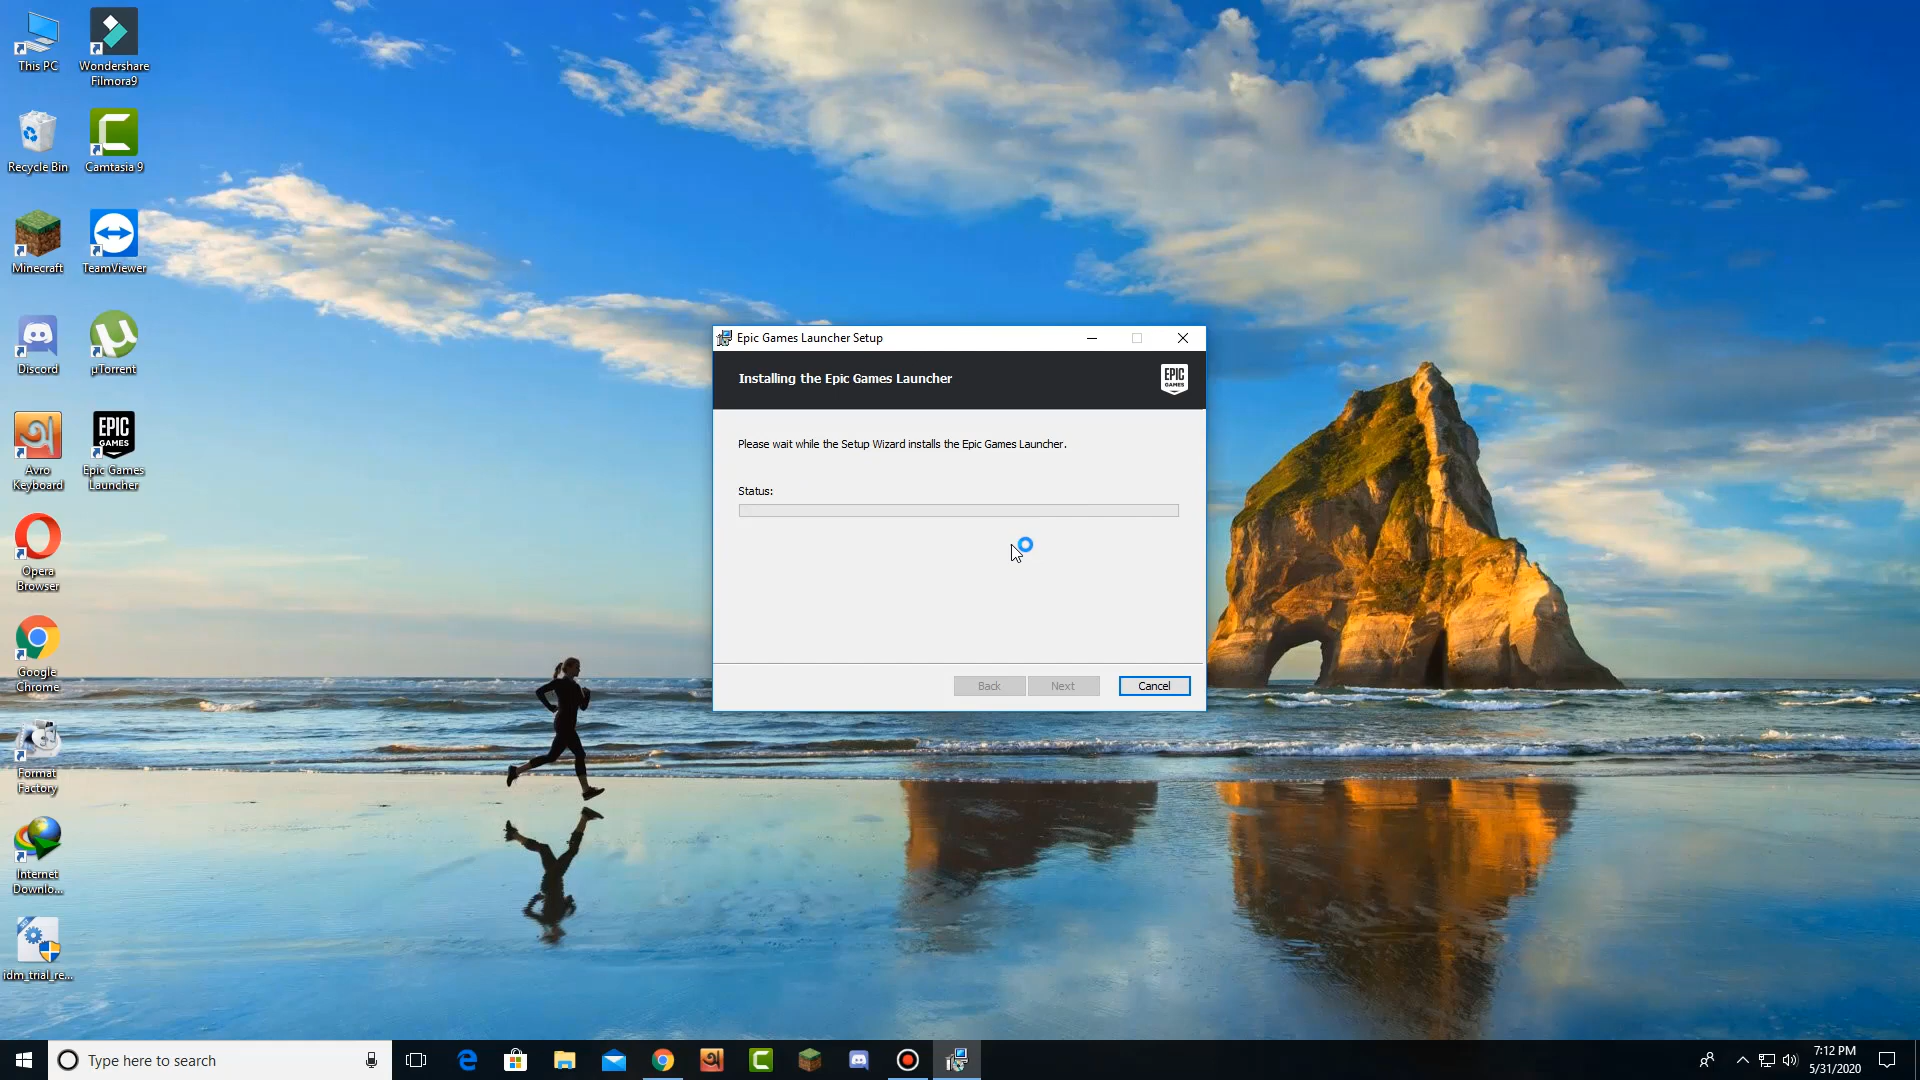 This PC
Wondershare
Filmora9
Recycle Bin
Camtasia 9
Minecraft
TeamViewer
Discord
µTorrent
Avro
Keyboard
EPIC
GAMES
Epic Games
Launcher
Opera
Browser
Google
Chrome
Format
Factory
Internet
Downlo...
idm_trial_re...
Epic Games Launcher Setup
Installing the Epic Games Launcher
EPIC
GAMES
Please wait while the Setup Wizard installs the Epic Games Launcher.
Status:
Back
Next
Cancel
Type here to search
7:12 PM
5/31/2020